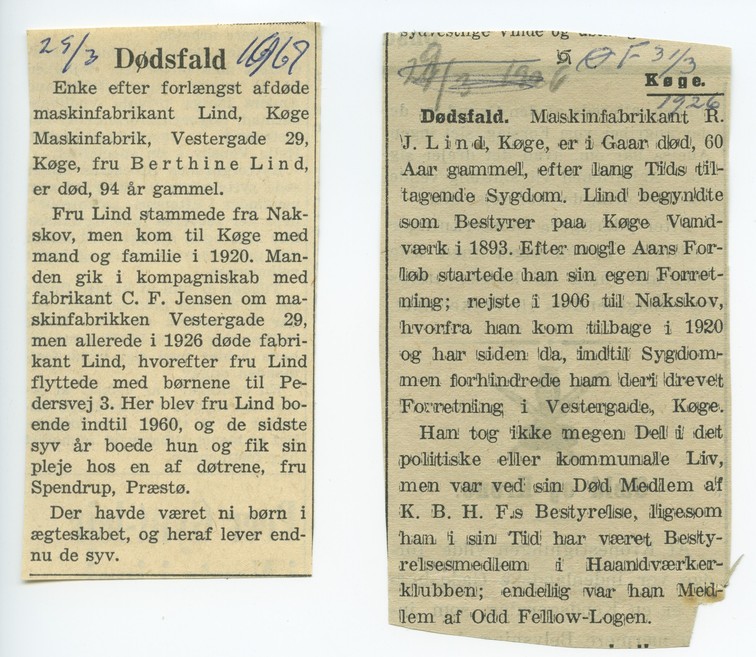 29/3 Dødsfald 1967
Enke efter forlængst afdøde
maskinfabrikant Lind, Køge
Maskinfabrik, Vestergade 29,
Køge, fru Berthine Lind,
er død, 94 år gammel.
Fru Lind stammede fra Nak-
skov, men kom til Køge med
mand og familie i 1920. Man-
den gik i kompagniskab med
fabrikant C. F. Jensen om ma-
skinfabrikken Vestergade 29,
men allerede i 1926 døde fabri-
kant Lind, hvorefter fru Lind
flyttede med børnene til Pe-
dersvej 3. Her blev fru Lind bo-
ende indtil 1960, og de sidste
syv år boede hun og fik sin
pleje hos en af døtrene, fru
Spendrup, Præstø.
Der havde været ni børn i
ægteskabet, og heraf lever end-
nu de syv.
sydvestlige Vinde og
ØF 31/3
Køge.
1926
Dødsfald. Maskinfabrikant R.
J. Lind, Køge, er i Gaar død, 60
Aar gammel, efter lang Tids til-
tagende Sygdom. Lind begyndte
som Bestyrer paa Køge Vand-
værk i 1893. Efter nogle Aars For-
løb startede han sin egen Forret-
ning; rejste i 1906 til Nakskov,
hvorfra han kom tilbage i 1920
og har siden da, indtil Sygdom-
men forhindrede ham deri drevet
Forretning i Vestergade, Køge.
Han tog ikke megen Del i det
politiske eller kommunale Liv,
men var ved sin Død Medlem af
K. B. H. F.s Bestyrelse, ligesom
han i sin Tid har været Besty-
relsesmedlem i Haandværker-
klubben; endelig var han Med-
lem af Odd Fellow-Logen.